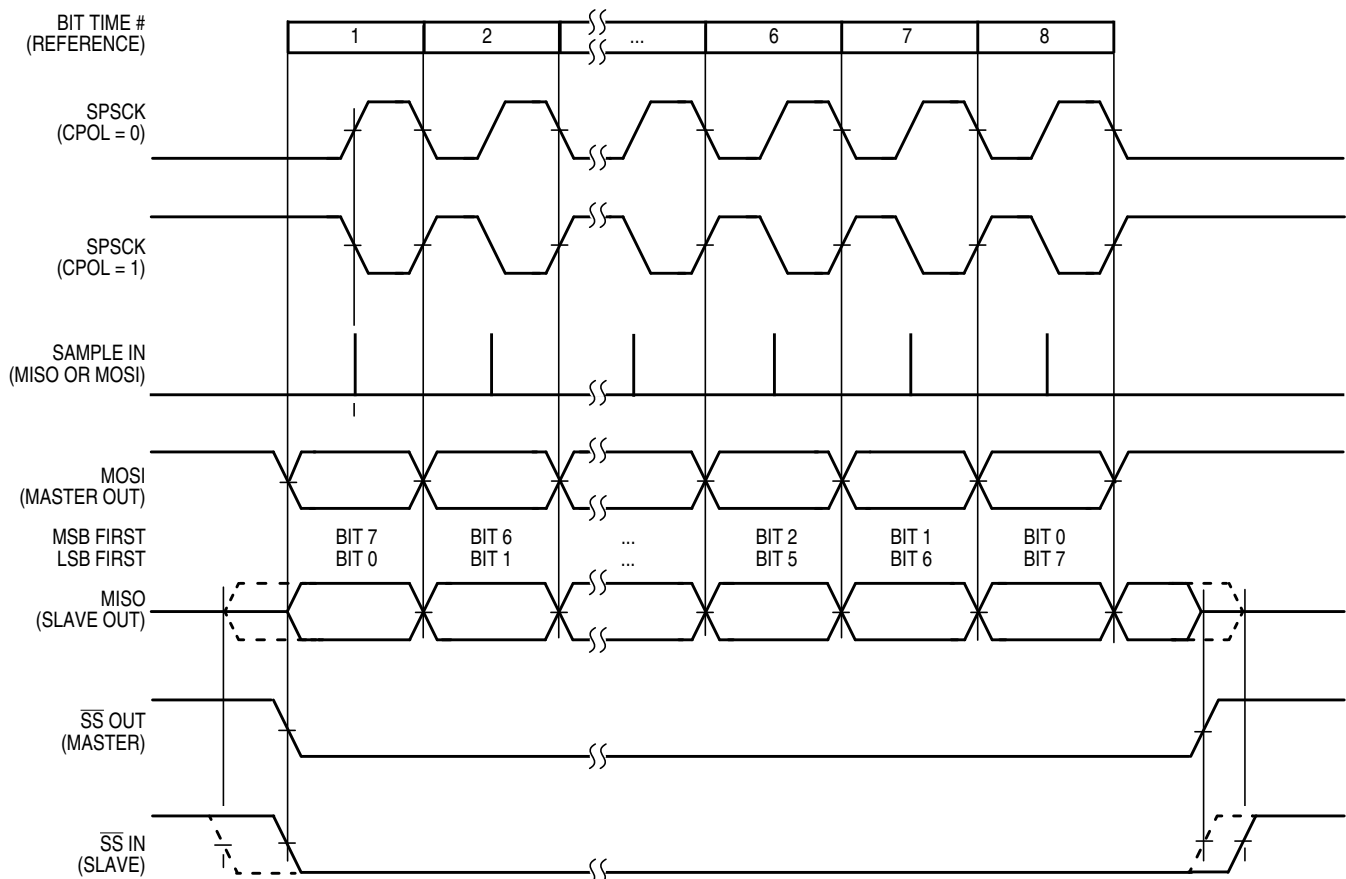 BIT TIME #
(REFERENCE)
1 2 ... 6 7 8
SPSCK
(CPOL = 0)
SPSCK
(CPOL = 1)
SAMPLE IN
(MISO OR MOSI)
MOSI
(MASTER OUT)
MSB FIRST BIT 7 BIT 6 ... BIT 2 BIT 1 BIT 0
LSB FIRST BIT 0 BIT 1 ... BIT 5 BIT 6 BIT 7
MISO
(SLAVE OUT)
S̅S̅ OUT
(MASTER)
S̅S̅ IN
(SLAVE)